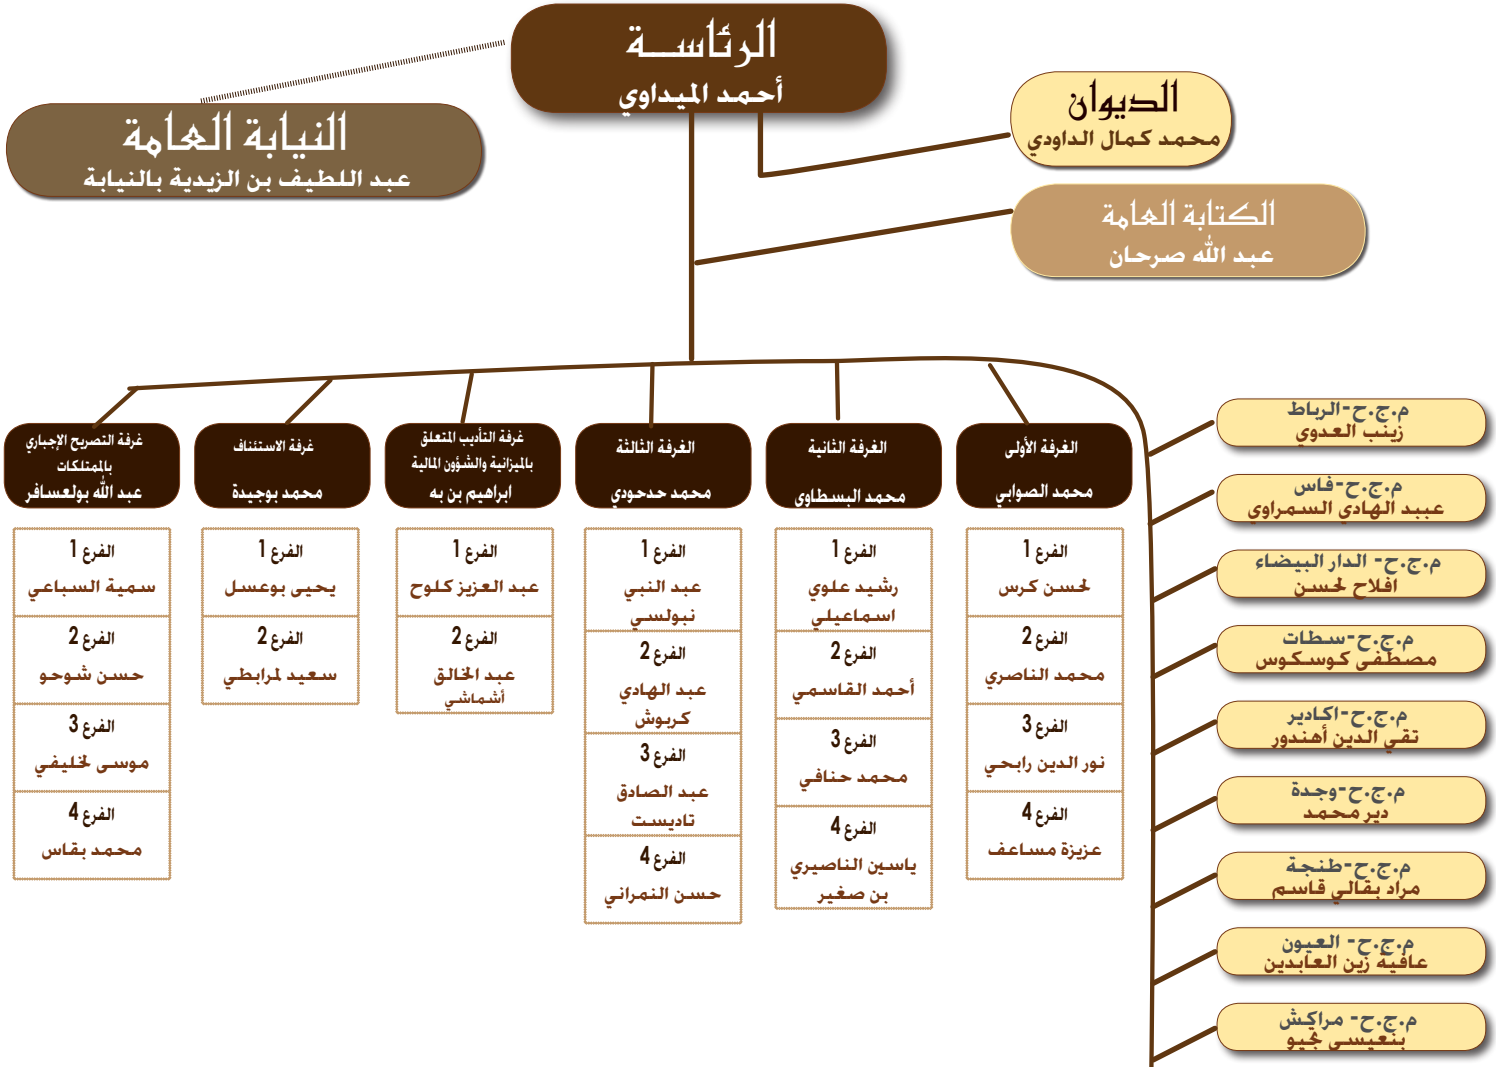 الرئاســة
أحمد الميداوي
الديوان
محمد كمال الداودي
النيابة العامة
عبد اللطيف بن الزيدية بالنيابة
الكتابة العامة
عبد الله صرحان
الغرفة الأولى
محمد الصوابي
الفرع 1
لحسن كرس
الفرع 2
محمد الناصري
الفرع 3
نور الدين رابحي
الفرع 4
عزيزة مساعف
الغرفة الثانية
محمد البسطاوي
الفرع 1
رشيد علوي
اسماعيلي
الفرع 2
أحمد القاسمي
الفرع 3
محمد حنافي
الفرع 4
ياسين الناصيري
بن صغير
الغرفة الثالثة
محمد حدحودي
الفرع 1
عبد النبي
نبولسي
الفرع 2
عبد الهادي
كربوش
الفرع 3
عبد الصادق
تاديست
الفرع 4
حسن النمراني
غرفة التأديب المتعلق
بالميزانية والشؤون المالية
ابراهيم بن به
الفرع 1
عبد العزيز كلوح
الفرع 2
عبد الخالق
أشماشي
غرفة الاستئناف
محمد بوجيدة
الفرع 1
يحيى بوعسل
الفرع 2
سعيد لمرابطي
غرفة التصريح الإجباري
بالممتلكات
عبد الله بولعسافر
الفرع 1
سمية السباعي
الفرع 2
حسن شوحو
الفرع 3
موسى لخليفي
الفرع 4
محمد بقاس
م.ج.ح-الرباط
زينب العدوي
م.ج.ح-فاس
عببد الهادي السمراوي
م.ج.ح- الدار البيضاء
افلاح لحسن
م.ج.ح-سطات
مصطفى كوسكوس
م.ج.ح-اكادير
تقي الدين أهندور
م.ج.ح-وجدة
دير محمد
م.ج.ح-طنجة
مراد بقالي قاسم
م.ج.ح- العيون
عافية زين العابدين
م.ج.ح- مراكش
بنعيسى نجيو